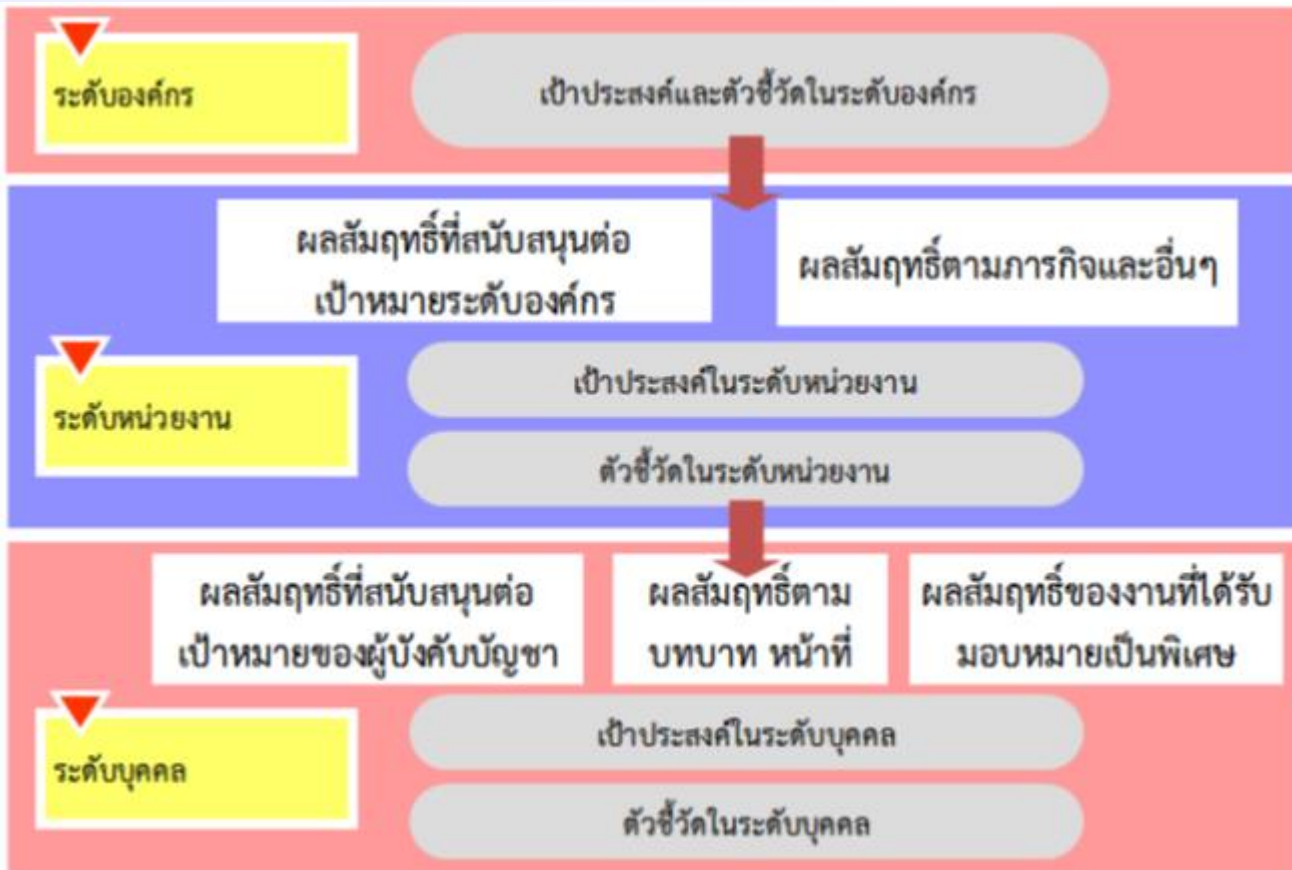 ระดับองค์กร
เป้าประสงค์และตัวชี้วัดในระดับองค์กร
ผลสัมฤทธิ์ที่สนับสนุนต่อ
เป้าหมายระดับองค์กร
ผลสัมฤทธิ์ตามภารกิจและอื่นๆ
ระดับหน่วยงาน
เป้าประสงค์ในระดับหน่วยงาน
ตัวชี้วัดในระดับหน่วยงาน
ผลสัมฤทธิ์ที่สนับสนุนต่อ
เป้าหมายของผู้บังคับบัญชา
ผลสัมฤทธิ์ตาม
บทบาท หน้าที่
ผลสัมฤทธิ์ของงานที่ได้รับ
มอบหมายเป็นพิเศษ
ระดับบุคคล
เป้าประสงค์ในระดับบุคคล
ตัวชี้วัดในระดับบุคคล